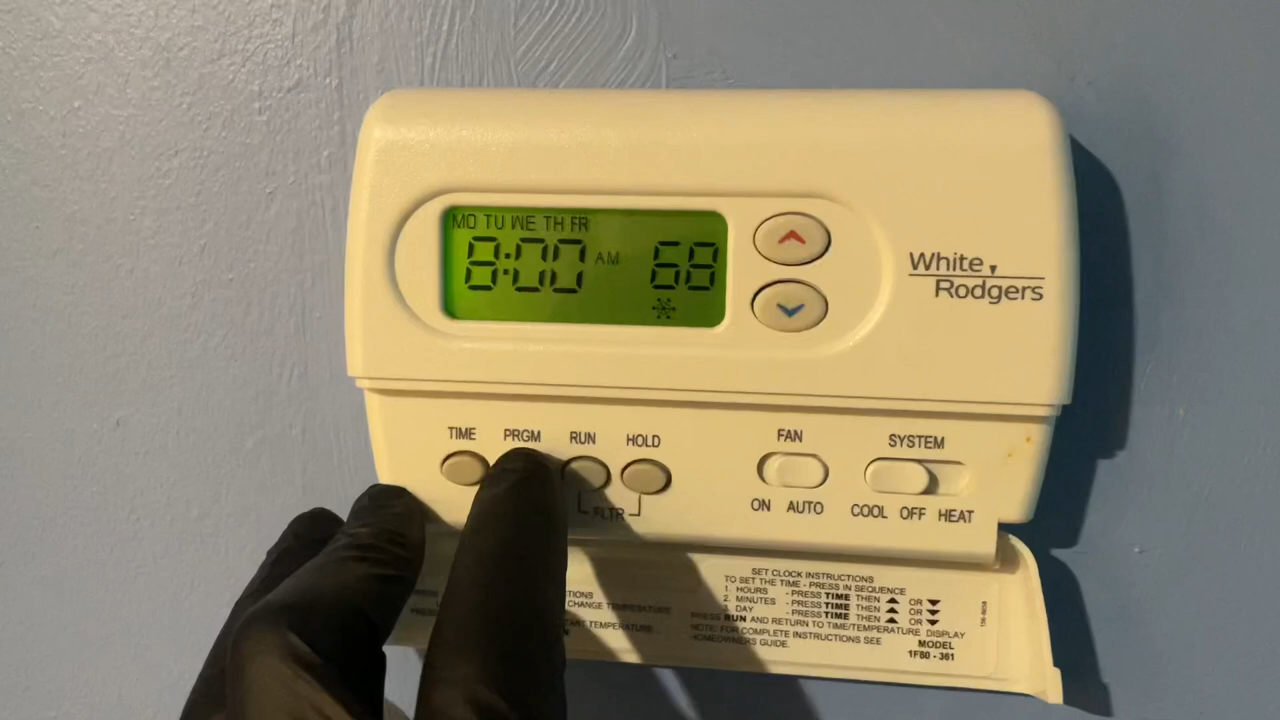 MO TU WE TH FR
8:00 AM 68
White
Rodgers
TIME PRGM RUN HOLD
FLTR
FAN
ON AUTO
SYSTEM
COOL OFF HEAT
CHANGE TEMPERATURE
TEMPERATURE
SET CLOCK INSTRUCTIONS
TO SET THE TIME - PRESS IN SEQUENCE
1. HOURS - PRESS TIME THEN ▲ OR ▼
2. MINUTES - PRESS TIME THEN ▲ OR ▼
3. DAY - PRESS TIME THEN ▲ OR ▼
PRESS RUN AND RETURN TO TIME/TEMPERATURE DISPLAY
NOTE: FOR COMPLETE INSTRUCTIONS SEE
HOMEOWNERS GUIDE.
MODEL
1F80 - 361